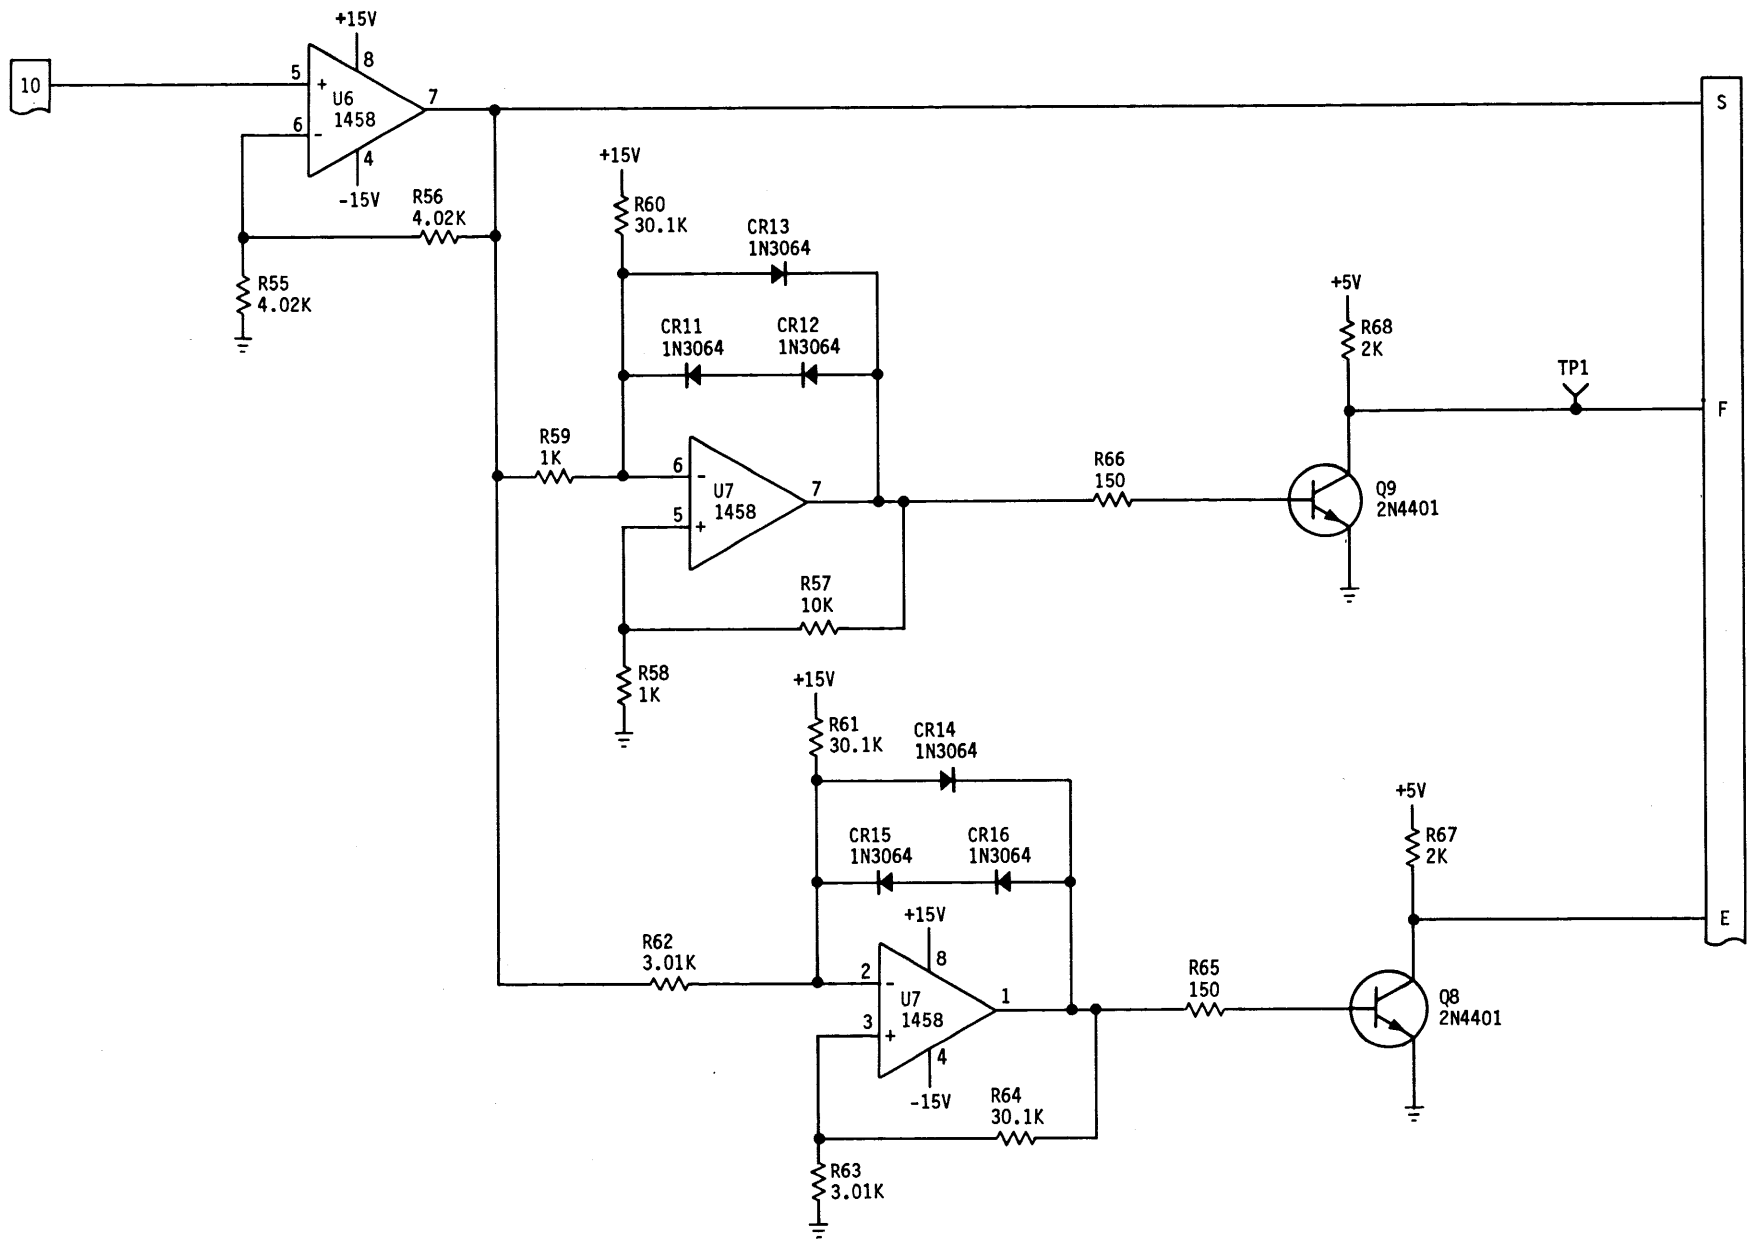 +15V
8
10
5
+
U6
1458
7
6
-
4
-15V
S
R56
4.02K
R55
4.02K
+15V
R60
30.1K
CR13
1N3064
CR11
1N3064
CR12
1N3064
+5V
R68
2K
TP1
F
R59
1K
6
-
U7
1458
7
5
+
R66
150
Q9
2N4401
R57
10K
R58
1K
+15V
R61
30.1K
CR14
1N3064
CR15
1N3064
CR16
1N3064
+5V
R67
2K
E
+15V
8
R62
3.01K
2
-
U7
1458
1
3
+
4
-15V
R65
150
Q8
2N4401
R64
30.1K
R63
3.01K